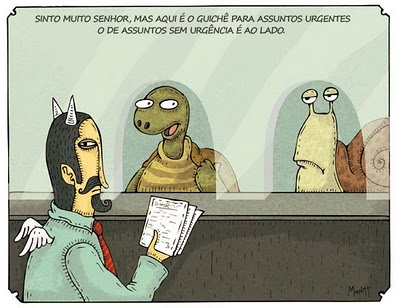 SINTO MUITO SENHOR, MAS AQUI É O GUICHÊ PARA ASSUNTOS URGENTES
O DE ASSUNTOS SEM URGÊNCIA É AO LADO.